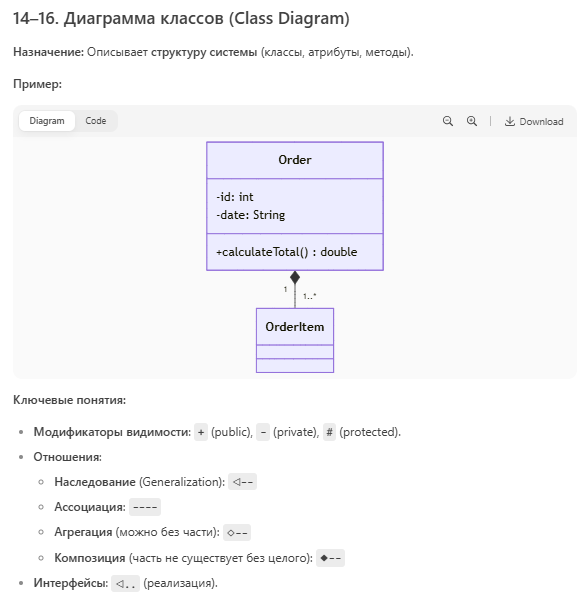 14–16. Диаграмма классов (Class Diagram)
Назначение: Описывает структуру системы (классы, атрибуты, методы).
Пример:
Diagram Code Download
Order
-id: int
-date: String
+calculateTotal() : double
1
1..*
OrderItem
Ключевые понятия:
• Модификаторы видимости: + (public), - (private), # (protected).
• Отношения:
○ Наследование (Generalization): ◁--
○ Ассоциация: ----
○ Агрегация (можно без части): ◇--
○ Композиция (часть не существует без целого): ◆--
• Интерфейсы: ◁.. (реализация).